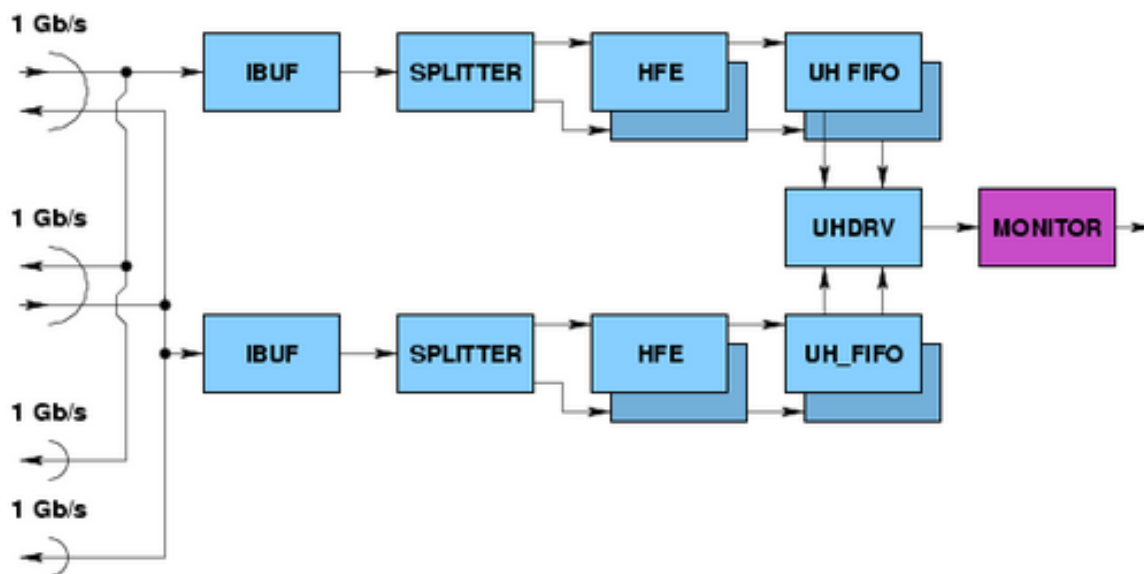 1 Gb/s
IBUF
SPLITTER
HFE
UH FIFO
1 Gb/s
UHDRV
MONITOR
IBUF
SPLITTER
HFE
UH_FIFO
1 Gb/s
1 Gb/s